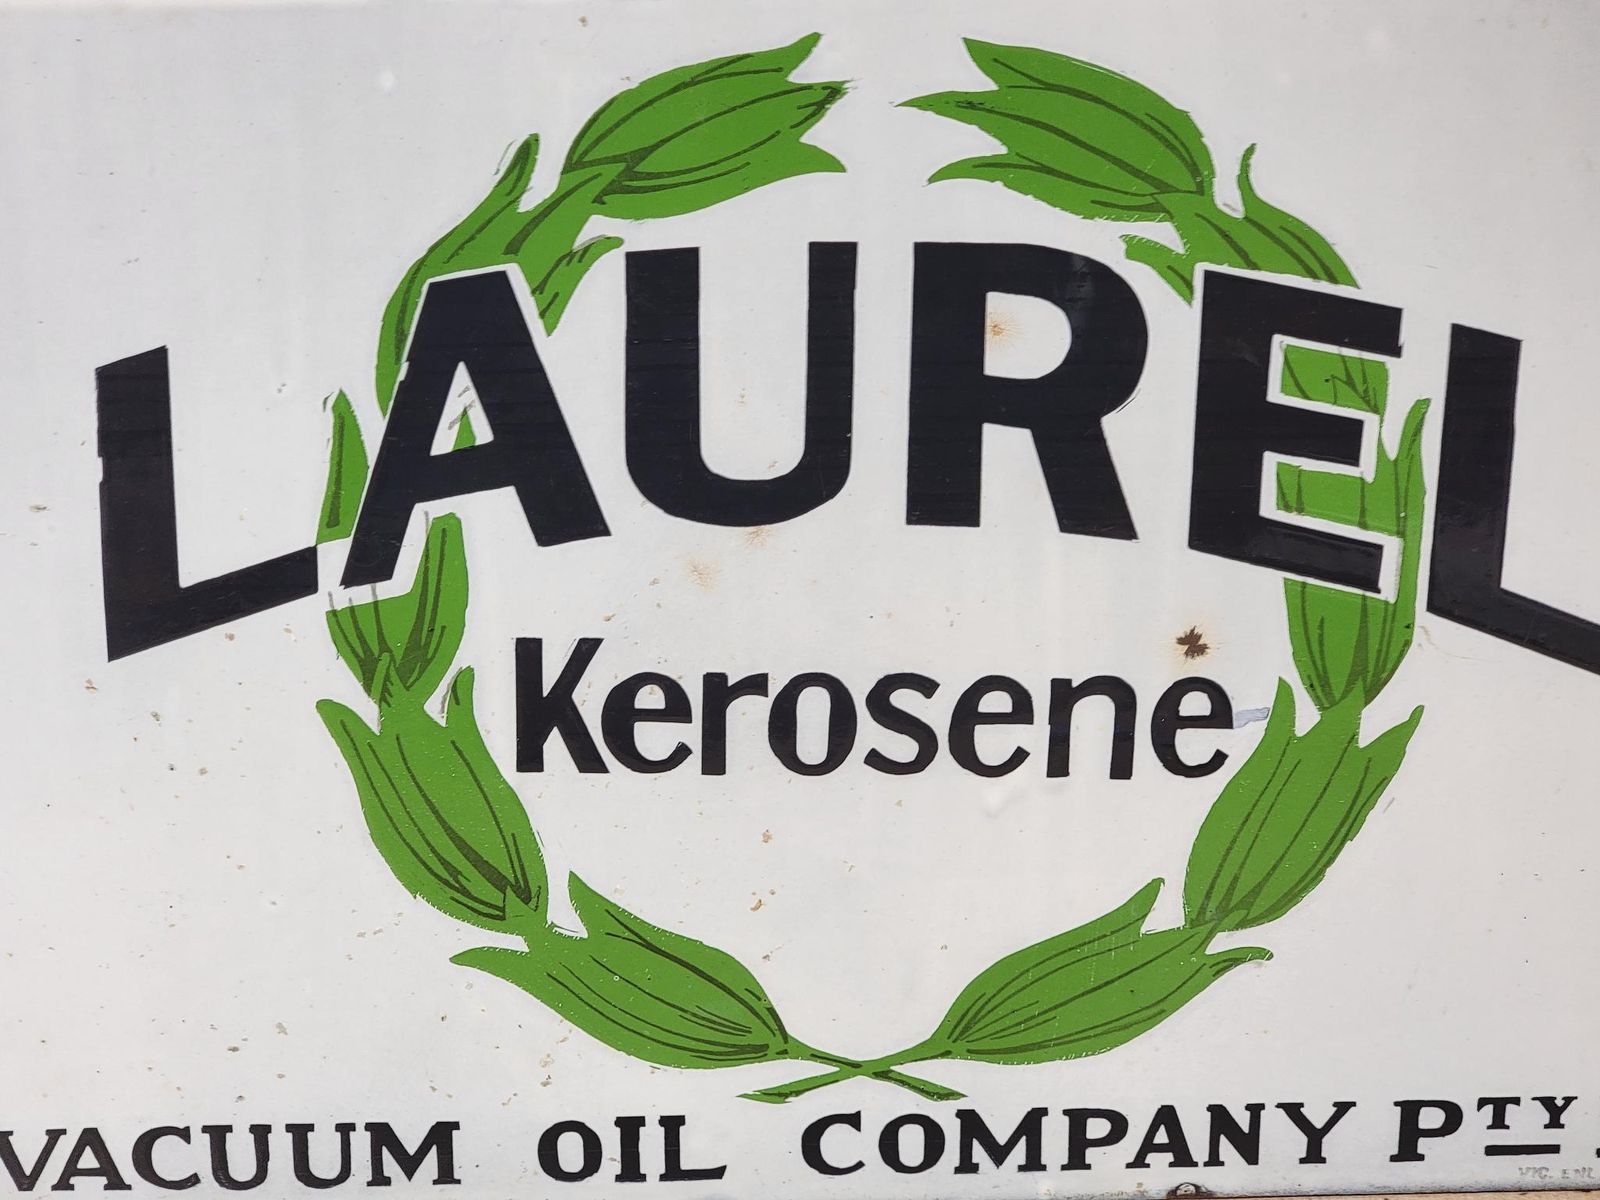 LAUREL
Kerosene
VACUUM OIL COMPANY PTY